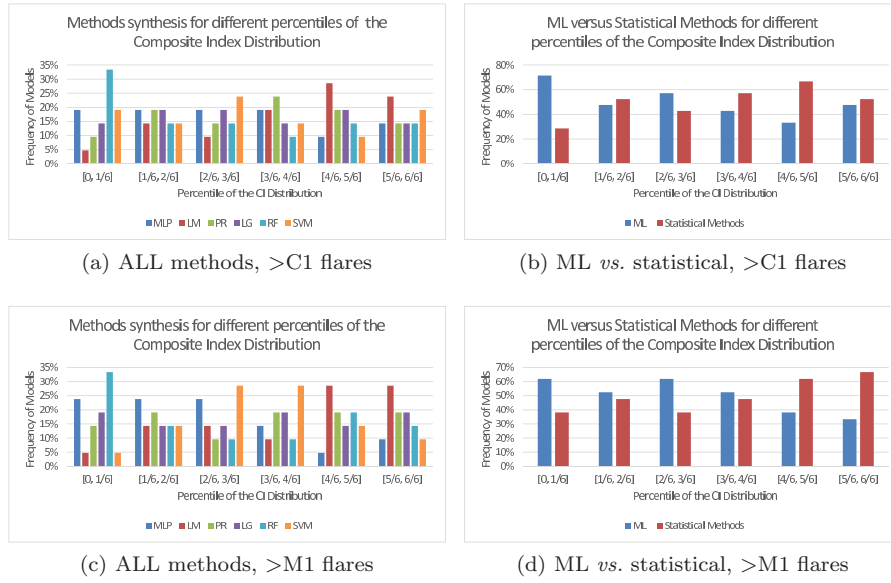 Methods synthesis for different percentiles of the
Composite Index Distribution
Frequency of Models
35%
30%
25%
20%
15%
10%
5%
0%
[0, 1/6]
[1/6, 2/6]
[2/6, 3/6]
[3/6, 4/6]
[4/6, 5/6]
[5/6, 6/6]
Percentile of the CI Distribution
MLP LM PR LG RF SVM
(a) ALL methods, >C1 flares
ML versus Statistical Methods for different
percentiles of the Composite Index Distribution
Frequency of Models
80%
60%
40%
20%
0%
[0, 1/6]
[1/6, 2/6]
[2/6, 3/6]
[3/6, 4/6]
[4/6, 5/6]
[5/6, 6/6]
Percentile of the CI Distribution
ML Statistical Methods
(b) ML vs. statistical, >C1 flares
Methods synthesis for different percentiles of the
Composite Index Distribution
Frequency of Models
35%
30%
25%
20%
15%
10%
5%
0%
[0, 1/6]
[1/6, 2/6]
[2/6, 3/6]
[3/6, 4/6]
[4/6, 5/6]
[5/6, 6/6]
Percentile of the CI Distribution
MLP LM PR LG RF SVM
(c) ALL methods, >M1 flares
ML versus Statistical Methods for different
percentiles of the Composite Index Distribution
Frequency of Models
70%
60%
50%
40%
30%
20%
10%
0%
[0, 1/6]
[1/6, 2/6]
[2/6, 3/6]
[3/6, 4/6]
[4/6, 5/6]
[5/6, 6/6]
Percentile of the CI Distribution
ML Statistical Methods
(d) ML vs. statistical, >M1 flares